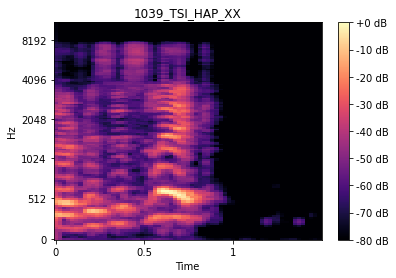 1039_TSI_HAP_XX
+0 dB
8192
-10 dB
4096
-20 dB
-30 dB
2048
Hz
-40 dB
1024
-50 dB
512
-60 dB
-70 dB
0
-80 dB
0
0.5
1
Time